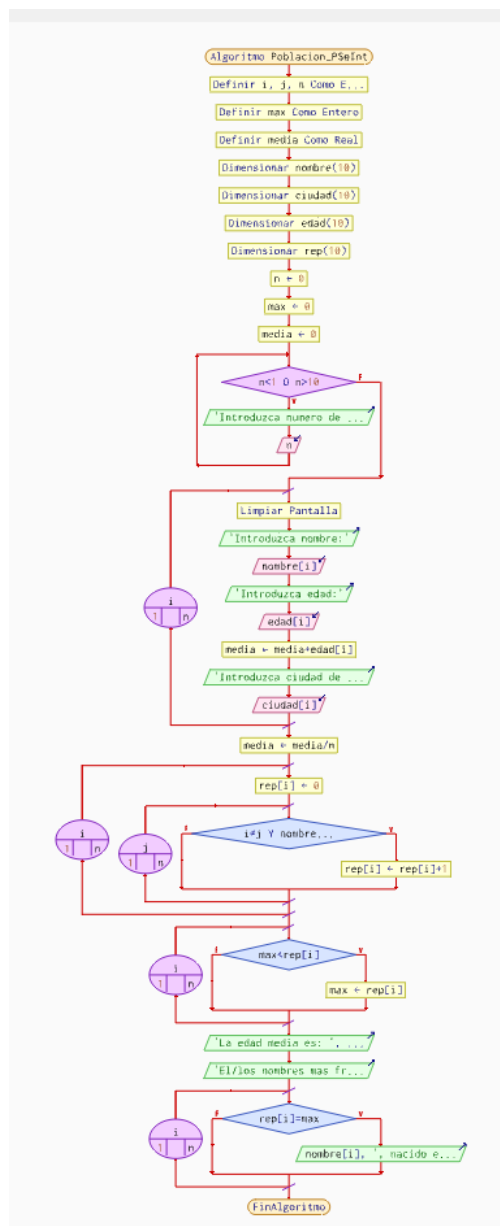 Algoritmo Poblacion_PSeInt
Definir i, j, n Como E...
Definir max Como Entero
Definir media Como Real
Dimensionar nombre(10)
Dimensionar ciudad(10)
Dimensionar edad(10)
Dimensionar rep(10)
n ← 0
max ← 0
media ← 0
n<1 O n>10
F
V
'Introduzca numero de ...
n
Limpiar Pantalla
'Introduzca nombre:'
nombre[i]
'Introduzca edad:'
i
1 n
edad[i]
media ← media+edad[i]
'Introduzca ciudad de ...
ciudad[i]
media ← media/n
rep[i] ← 0
i
1 n
j
1 n
F
i≠j Y nombre...
V
rep[i] ← rep[i]+1
i
1 n
F
max<rep[i]
V
max ← rep[i]
'La edad media es: ', ...
'El/los nombres mas fr...
i
1 n
F
rep[i]=max
V
nombre[i], ', nacido e...
FinAlgoritmo